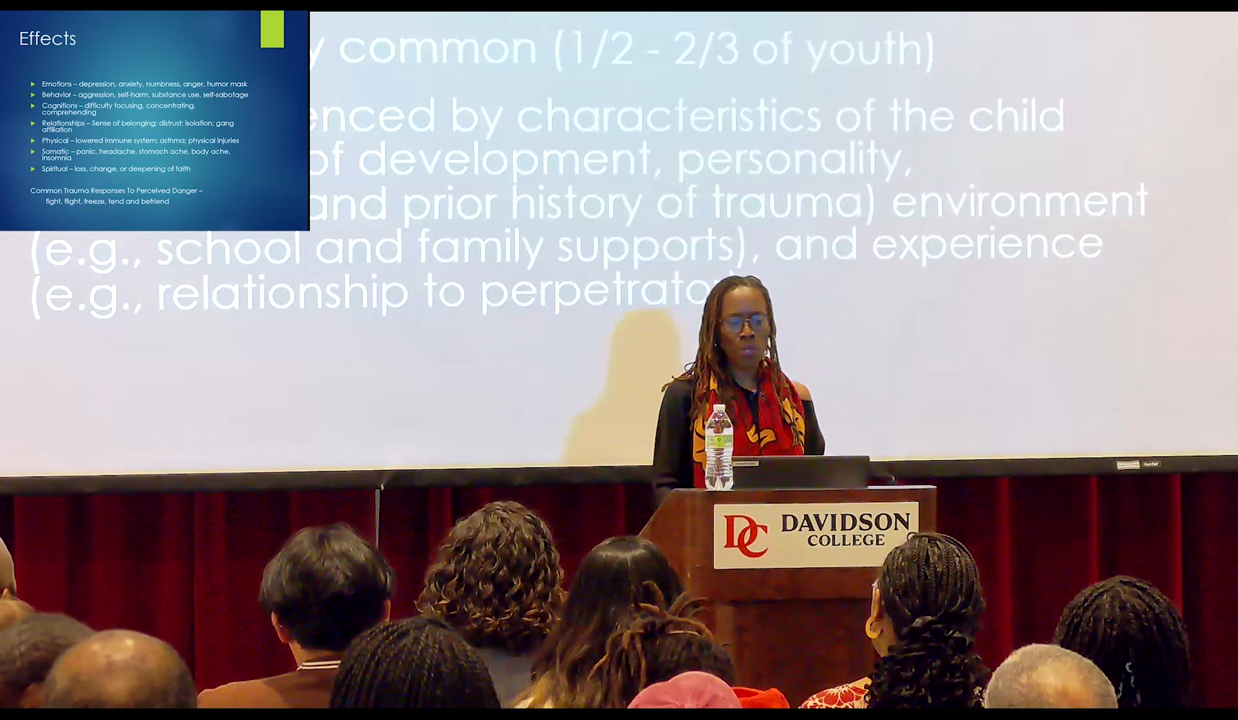 Effects
Emotions – depression, anxiety, numbness, anger, humor mask
Behavior – aggression, self-harm, substance use, self-sabotage
Cognitions – difficulty focusing, concentrating,
comprehending
Relationships – Sense of belonging; distrust; isolation; gang
affiliation
Physical – lowered immune system; asthma; physical injuries
Somatic – panic, headache, stomach ache, body ache,
insomnia
Spiritual – loss, change, or deepening of faith
Common Trauma Responses To Perceived Danger –
fight, flight, freeze, tend and befriend
common (1/2 - 2/3 of youth)
by characteristics of the child
of development, personality,
and prior history of trauma) environment
(e.g., school and family supports), and experience
(e.g., relationship to
DC DAVIDSON
COLLEGE